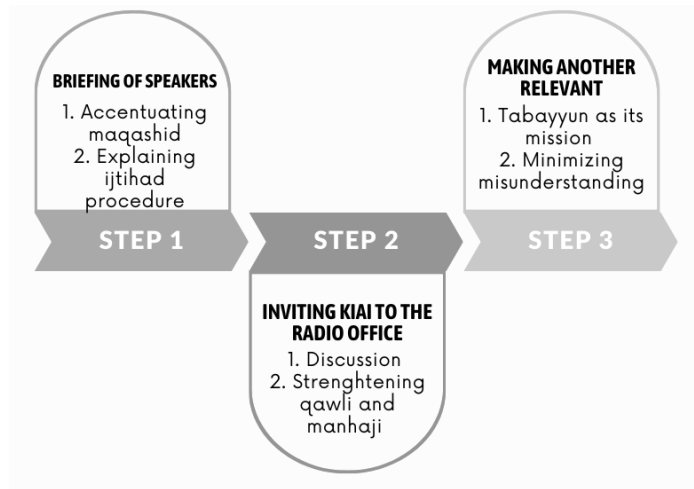 BRIEFING OF SPEAKERS
1. Accentuating
maqashid
2. Explaining
ijtihad
procedure
STEP 1
STEP 2
INVITING KIAI TO THE
RADIO OFFICE
1. Discussion
2. Strenghtening
qawli and
manhaji
MAKING ANOTHER
RELEVANT
1. Tabayyun as its
mission
2. Minimizing
misunderstanding
STEP 3